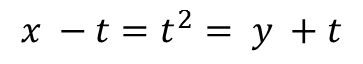 x − t = t² = y + t